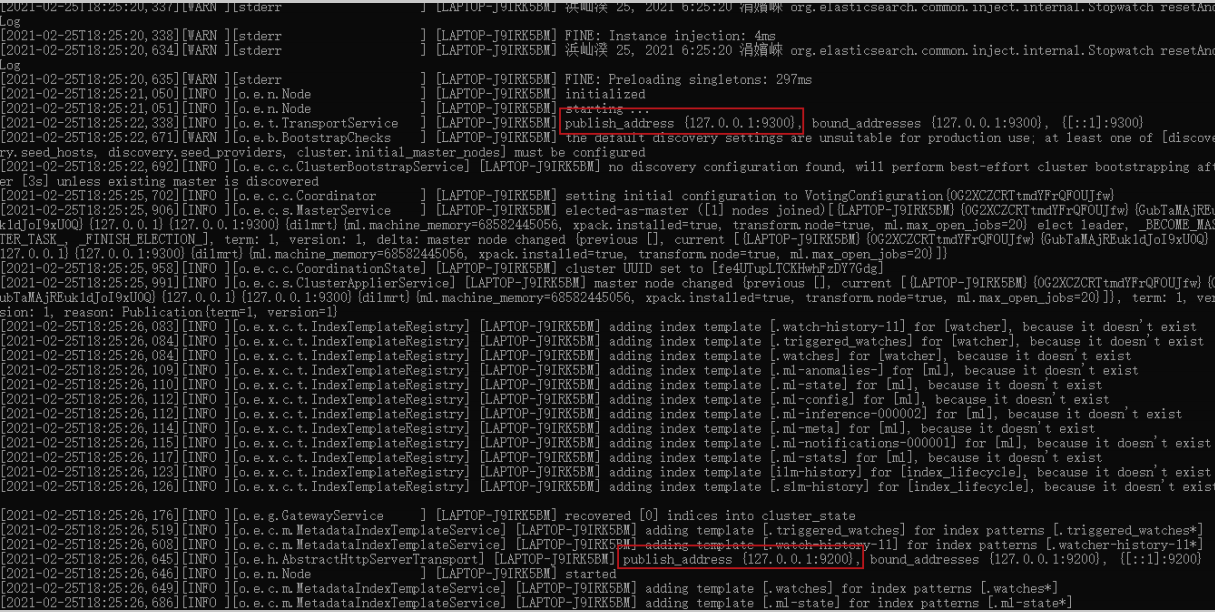 [2021-02-25T18:25:20,337][WARN ][stderr ] [LAPTOP-J9IRK5BM] 浜屾湀 25, 2021 6:25:20 涓嬪崍 org.elasticsearch.common.inject.internal.Stopwatch resetAnd
Log
[2021-02-25T18:25:20,338][WARN ][stderr ] [LAPTOP-J9IRK5BM] FINE: Instance injection: 4ms
[2021-02-25T18:25:20,634][WARN ][stderr ] [LAPTOP-J9IRK5BM] 浜屾湀 25, 2021 6:25:20 涓嬪崍 org.elasticsearch.common.inject.internal.Stopwatch resetAnd
Log
[2021-02-25T18:25:20,635][WARN ][stderr ] [LAPTOP-J9IRK5BM] FINE: Preloading singletons: 297ms
[2021-02-25T18:25:21,050][INFO ][o.e.n.Node ] [LAPTOP-J9IRK5BM] initialized
[2021-02-25T18:25:21,051][INFO ][o.e.n.Node ] [LAPTOP-J9IRK5BM] starting ...
[2021-02-25T18:25:22,338][INFO ][o.e.t.TransportService ] [LAPTOP-J9IRK5BM] publish_address {127.0.0.1:9300}, bound_addresses {127.0.0.1:9300}, {[::1]:9300}
[2021-02-25T18:25:22,671][WARN ][o.e.b.BootstrapChecks ] [LAPTOP-J9IRK5BM] the default discovery settings are unsuitable for production use; at least one of [discove
ry.seed_hosts, discovery.seed_providers, cluster.initial_master_nodes] must be configured
[2021-02-25T18:25:22,692][INFO ][o.e.c.c.ClusterBootstrapService] [LAPTOP-J9IRK5BM] no discovery configuration found, will perform best-effort cluster bootstrapping aft
er [3s] unless existing master is discovered
[2021-02-25T18:25:25,702][INFO ][o.e.c.c.Coordinator ] [LAPTOP-J9IRK5BM] setting initial configuration to VotingConfiguration{0G2XCZCRTtmdYFrQFOUJfw}
[2021-02-25T18:25:25,906][INFO ][o.e.c.s.MasterService ] [LAPTOP-J9IRK5BM] elected-as-master ([1] nodes joined)[{LAPTOP-J9IRK5BM}{0G2XCZCRTtmdYFrQFOUJfw}{GubTaMAjRE
uk1dJoI9xU0Q}{127.0.0.1}{127.0.0.1:9300}{dilmrt}{ml.machine_memory=68582445056, xpack.installed=true, transform.node=true, ml.max_open_jobs=20} elect leader, _BECOME_MAS
TER_TASK_, _FINISH_ELECTION_], term: 1, version: 1, delta: master node changed {previous [], current [{LAPTOP-J9IRK5BM}{0G2XCZCRTtmdYFrQFOUJfw}{GubTaMAjREuk1dJoI9xU0Q}{
127.0.0.1}{127.0.0.1:9300}{dilmrt}{ml.machine_memory=68582445056, xpack.installed=true, transform.node=true, ml.max_open_jobs=20}]}
[2021-02-25T18:25:25,958][INFO ][o.e.c.c.CoordinationState] [LAPTOP-J9IRK5BM] cluster UUID set to [fe4UTupLTCKHwhFzDY7Gdg]
[2021-02-25T18:25:25,991][INFO ][o.e.c.s.ClusterApplierService] [LAPTOP-J9IRK5BM] master node changed {previous [], current [{LAPTOP-J9IRK5BM}{0G2XCZCRTtmdYFrQFOUJfw}{G
ubTaMAjREuk1dJoI9xU0Q}{127.0.0.1}{127.0.0.1:9300}{dilmrt}{ml.machine_memory=68582445056, xpack.installed=true, transform.node=true, ml.max_open_jobs=20}]}, term: 1, ver
sion: 1, reason: Publication{term=1, version=1}
[2021-02-25T18:25:26,083][INFO ][o.e.x.c.t.IndexTemplateRegistry] [LAPTOP-J9IRK5BM] adding index template [.watch-history-11] for [watcher], because it doesn't exist
[2021-02-25T18:25:26,084][INFO ][o.e.x.c.t.IndexTemplateRegistry] [LAPTOP-J9IRK5BM] adding index template [.triggered_watches] for [watcher], because it doesn't exist
[2021-02-25T18:25:26,084][INFO ][o.e.x.c.t.IndexTemplateRegistry] [LAPTOP-J9IRK5BM] adding index template [.watches] for [watcher], because it doesn't exist
[2021-02-25T18:25:26,109][INFO ][o.e.x.c.t.IndexTemplateRegistry] [LAPTOP-J9IRK5BM] adding index template [.ml-anomalies-] for [ml], because it doesn't exist
[2021-02-25T18:25:26,110][INFO ][o.e.x.c.t.IndexTemplateRegistry] [LAPTOP-J9IRK5BM] adding index template [.ml-state] for [ml], because it doesn't exist
[2021-02-25T18:25:26,112][INFO ][o.e.x.c.t.IndexTemplateRegistry] [LAPTOP-J9IRK5BM] adding index template [.ml-config] for [ml], because it doesn't exist
[2021-02-25T18:25:26,112][INFO ][o.e.x.c.t.IndexTemplateRegistry] [LAPTOP-J9IRK5BM] adding index template [.ml-inference-000002] for [ml], because it doesn't exist
[2021-02-25T18:25:26,114][INFO ][o.e.x.c.t.IndexTemplateRegistry] [LAPTOP-J9IRK5BM] adding index template [.ml-meta] for [ml], because it doesn't exist
[2021-02-25T18:25:26,115][INFO ][o.e.x.c.t.IndexTemplateRegistry] [LAPTOP-J9IRK5BM] adding index template [.ml-notifications-000001] for [ml], because it doesn't exist
[2021-02-25T18:25:26,117][INFO ][o.e.x.c.t.IndexTemplateRegistry] [LAPTOP-J9IRK5BM] adding index template [.ml-stats] for [ml], because it doesn't exist
[2021-02-25T18:25:26,123][INFO ][o.e.x.c.t.IndexTemplateRegistry] [LAPTOP-J9IRK5BM] adding index template [ilm-history] for [index_lifecycle], because it doesn't exist
[2021-02-25T18:25:26,126][INFO ][o.e.x.c.t.IndexTemplateRegistry] [LAPTOP-J9IRK5BM] adding index template [.slm-history] for [index_lifecycle], because it doesn't exist
[2021-02-25T18:25:26,176][INFO ][o.e.g.GatewayService ] [LAPTOP-J9IRK5BM] recovered [0] indices into cluster_state
[2021-02-25T18:25:26,519][INFO ][o.e.c.m.MetadataIndexTemplateService] [LAPTOP-J9IRK5BM] adding template [.triggered_watches] for index patterns [.triggered_watches*]
[2021-02-25T18:25:26,608][INFO ][o.e.c.m.MetadataIndexTemplateService] [LAPTOP-J9IRK5BM] adding template [.watch-history-11] for index patterns [.watcher-history-11*]
[2021-02-25T18:25:26,645][INFO ][o.e.h.AbstractHttpServerTransport] [LAPTOP-J9IRK5BM] publish_address {127.0.0.1:9200}, bound_addresses {127.0.0.1:9200}, {[::1]:9200}
[2021-02-25T18:25:26,646][INFO ][o.e.n.Node ] [LAPTOP-J9IRK5BM] started
[2021-02-25T18:25:26,649][INFO ][o.e.c.m.MetadataIndexTemplateService] [LAPTOP-J9IRK5BM] adding template [.watches] for index patterns [.watches*]
[2021-02-25T18:25:26,686][INFO ][o.e.c.m.MetadataIndexTemplateService] [LAPTOP-J9IRK5BM] adding template [.ml-state] for index patterns [.ml-state*]